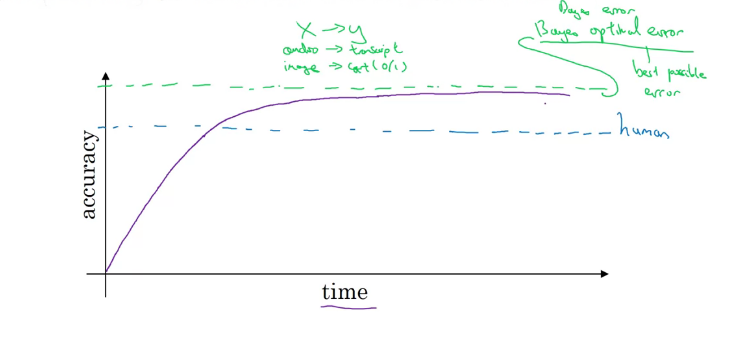 Bayes error
Bayes optimal error
best possible
error
x → y
audio → transcript
image → cat (0/1)
human
accuracy
time